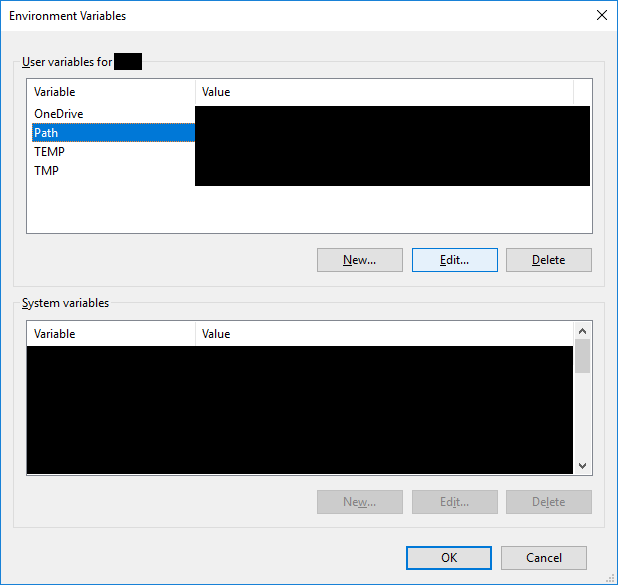 Environment Variables
User variables for
Variable Value
OneDrive
Path
TEMP
TMP
New... Edit... Delete
System variables
Variable Value
New... Edit... Delete
OK Cancel